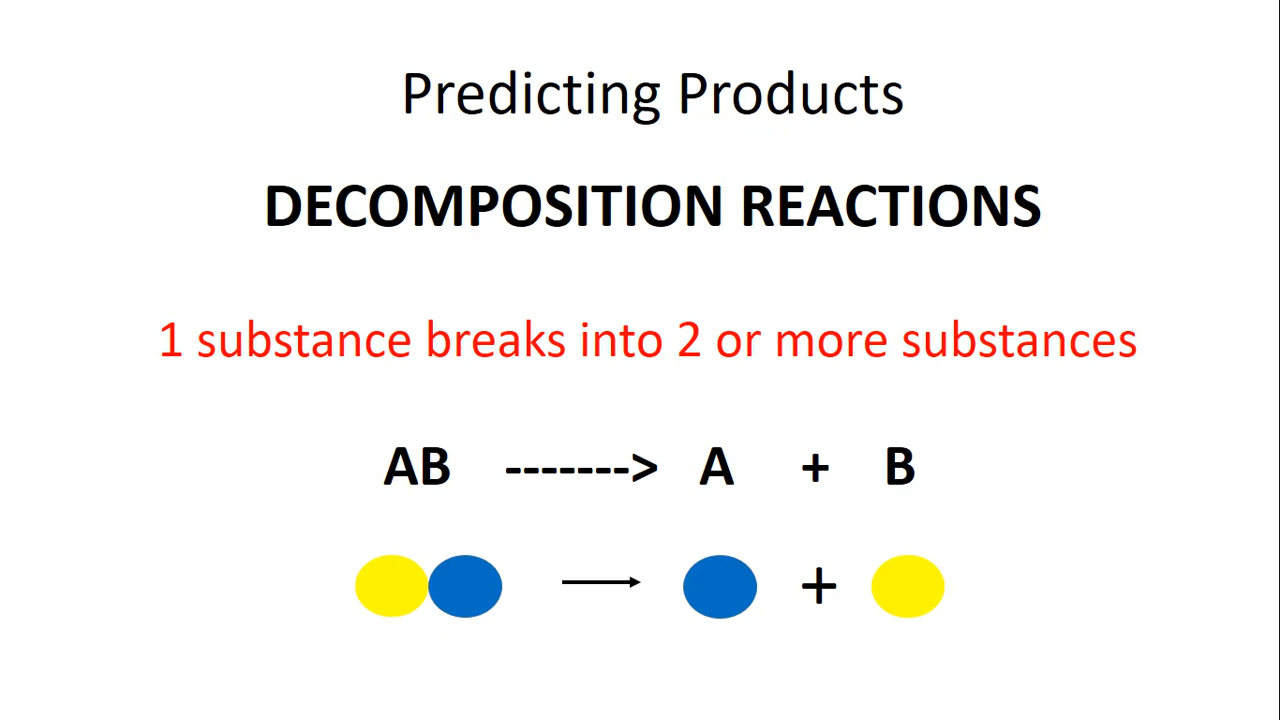 Predicting Products
DECOMPOSITION REACTIONS
1 substance breaks into 2 or more substances
AB -------> A + B
+